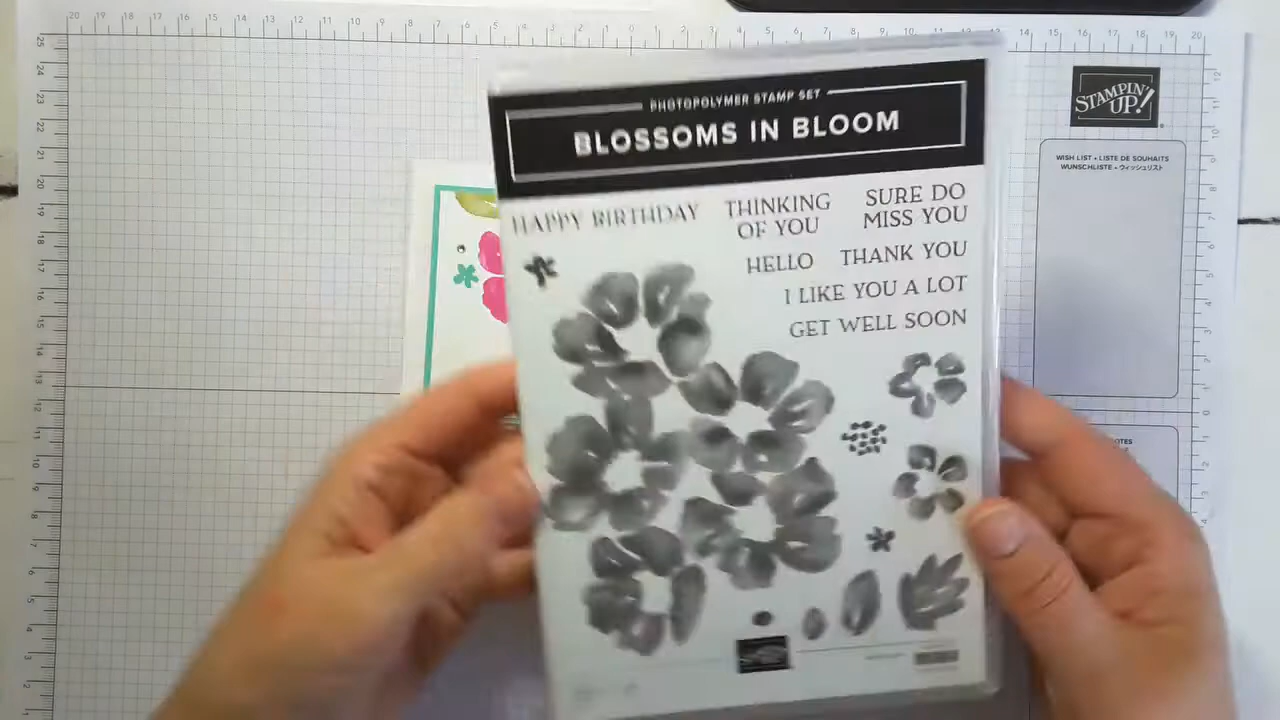 PHOTOPOLYMER STAMP SET
BLOSSOMS IN BLOOM
HAPPY BIRTHDAY
THINKING
OF YOU
SURE DO
MISS YOU
HELLO
THANK YOU
I LIKE YOU A LOT
GET WELL SOON
STAMPIN' UP!
WISH LIST • LISTE DE SOUHAITS
WUNSCHLISTE • ウィッシュリスト